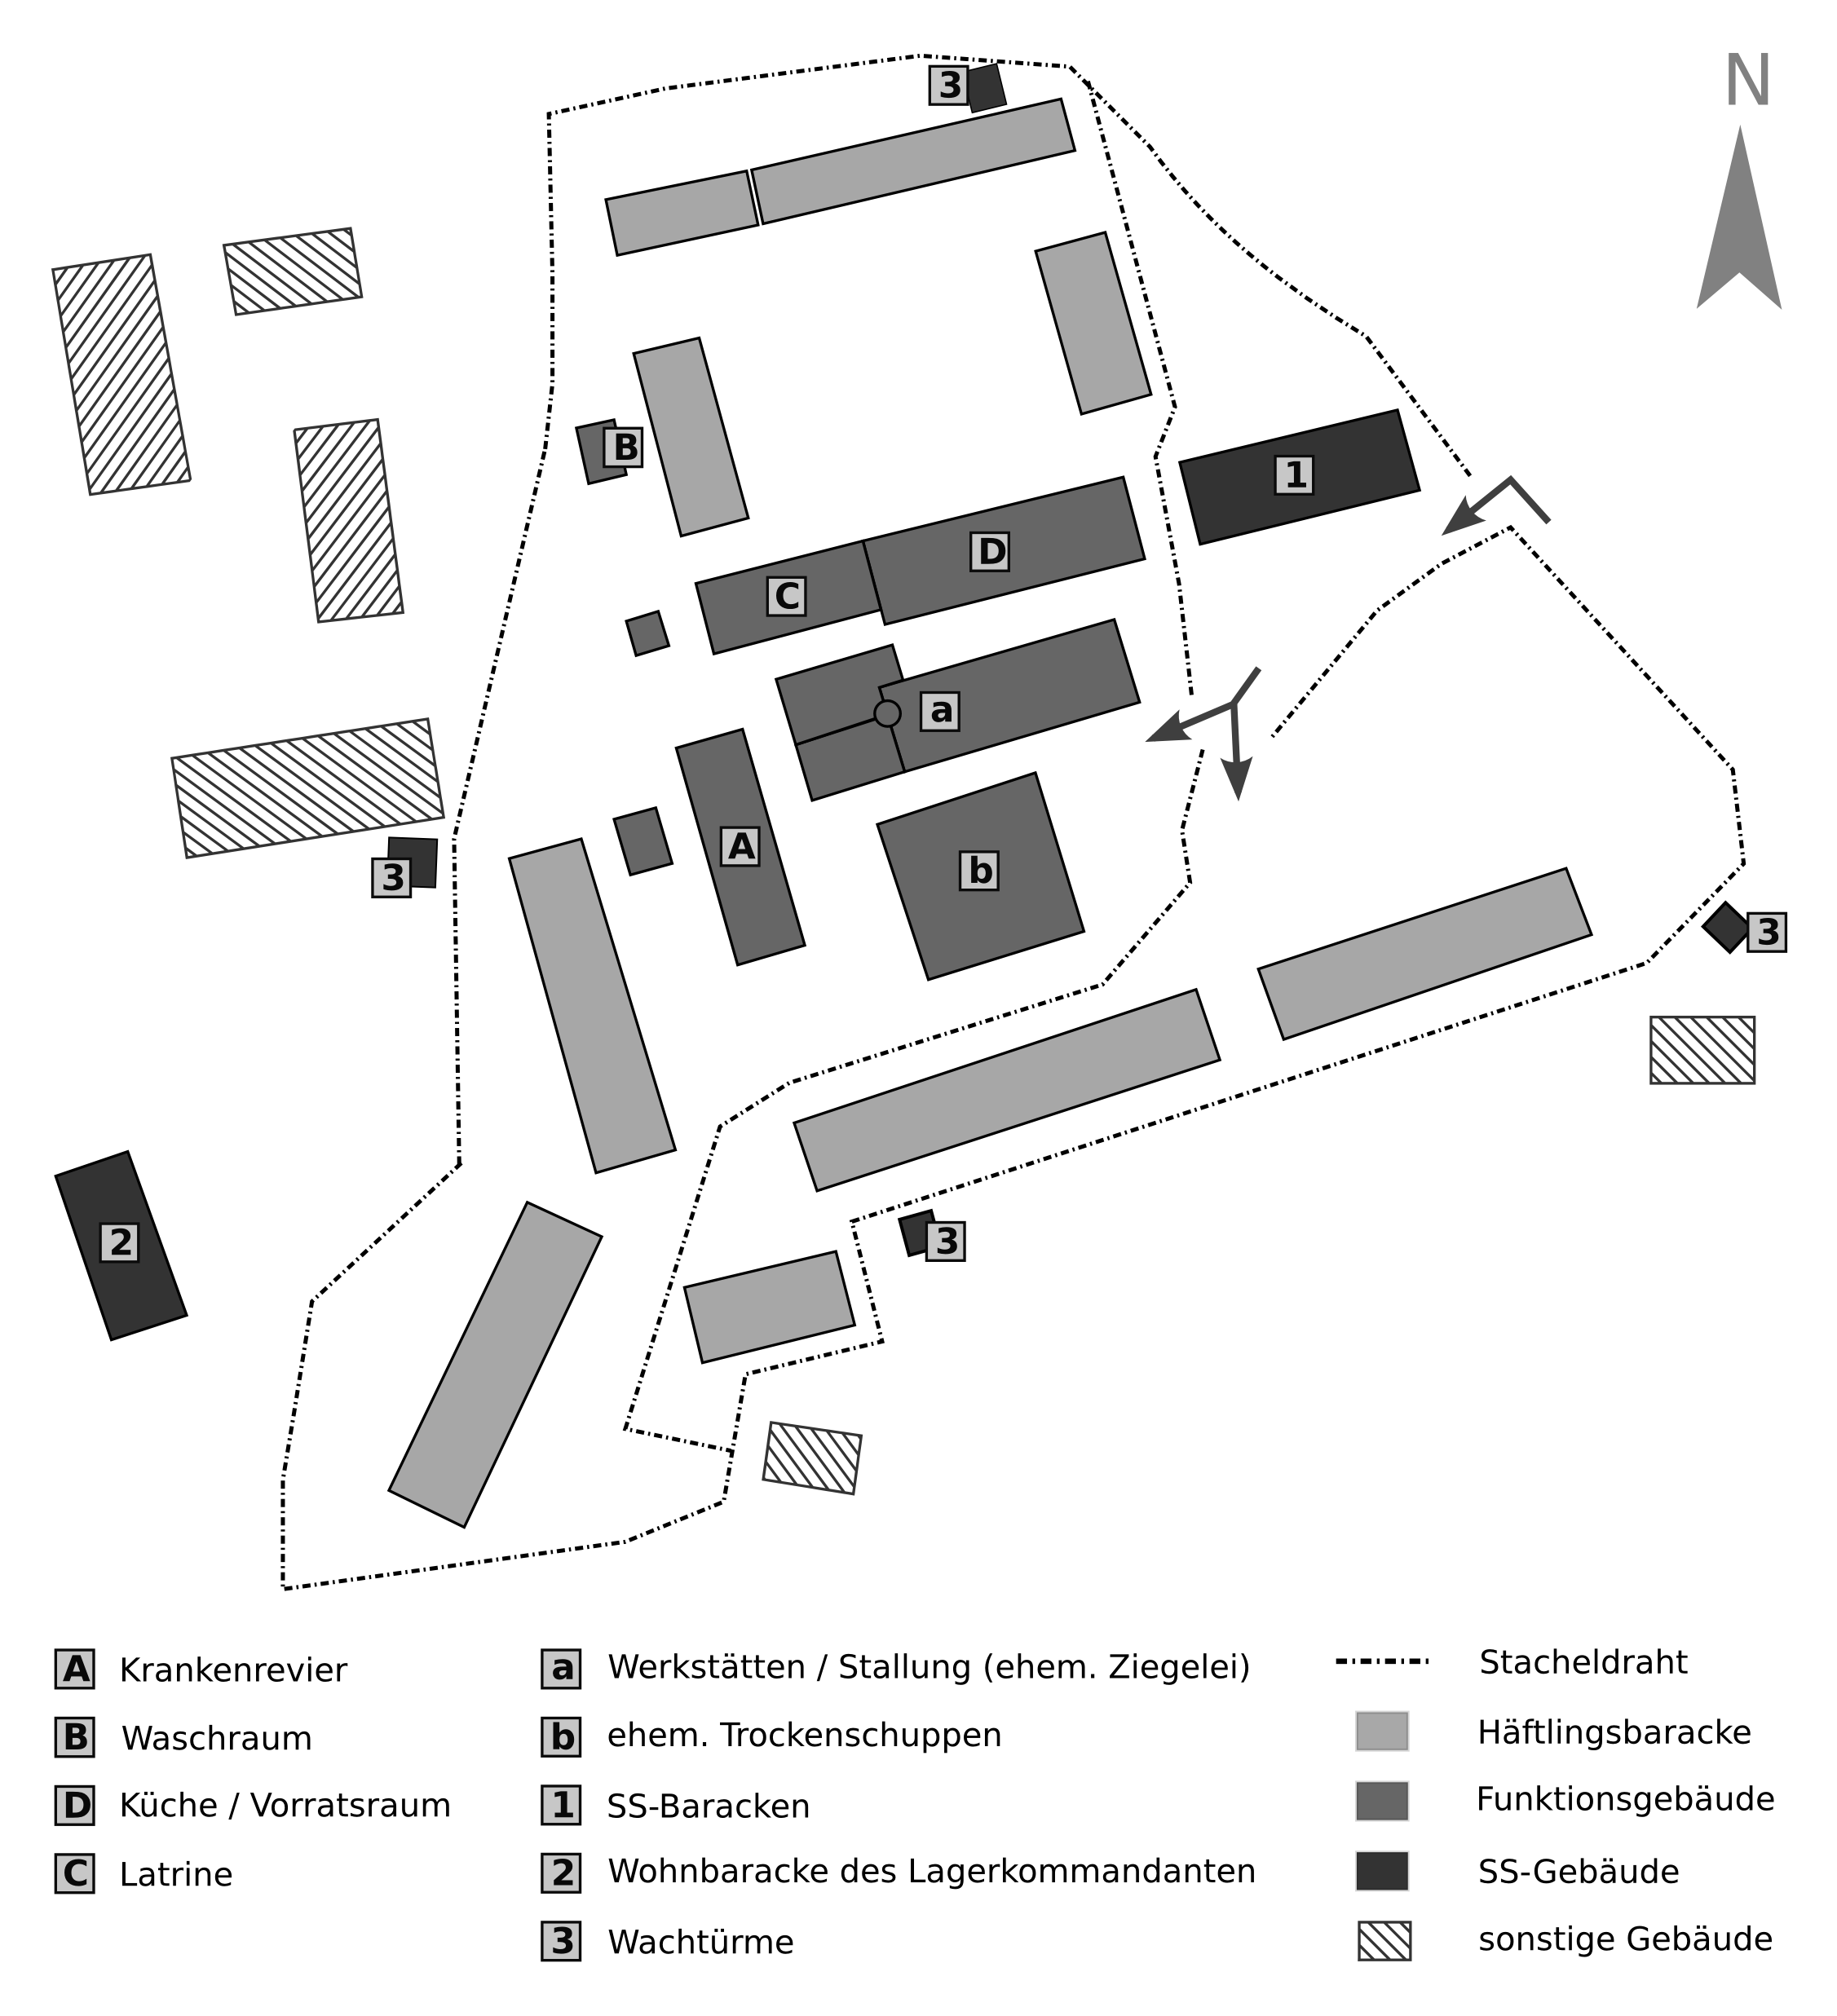 N
3
B
1
D
C
a
A
b
3
3
2
3
A Krankenrevier
B Waschraum
D Küche / Vorratsraum
C Latrine
a Werkstätten / Stallung (ehem. Ziegelei)
b ehem. Trockenschuppen
1 SS-Baracken
2 Wohnbaracke des Lagerkommandanten
3 Wachtürme
Stacheldraht
Häftlingsbaracke
Funktionsgebäude
SS-Gebäude
sonstige Gebäude